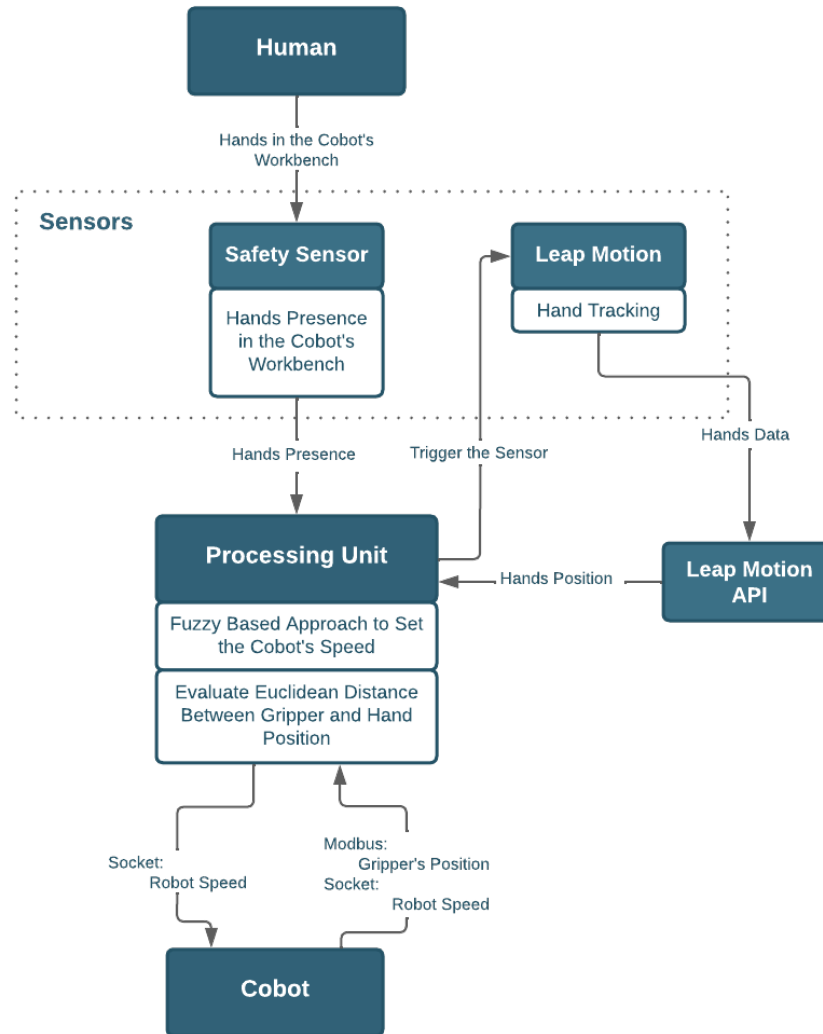 Human
Hands in the Cobot's
Workbench
Sensors
Safety Sensor
Hands Presence
in the Cobot's
Workbench
Leap Motion
Hand Tracking
Hands Presence
Trigger the Sensor
Hands Data
Processing Unit
Fuzzy Based Approach to Set
the Cobot's Speed
Evaluate Euclidean Distance
Between Gripper and Hand
Position
Hands Position
Leap Motion
API
Socket:
Robot Speed
Modbus:
Gripper's Position
Socket:
Robot Speed
Cobot